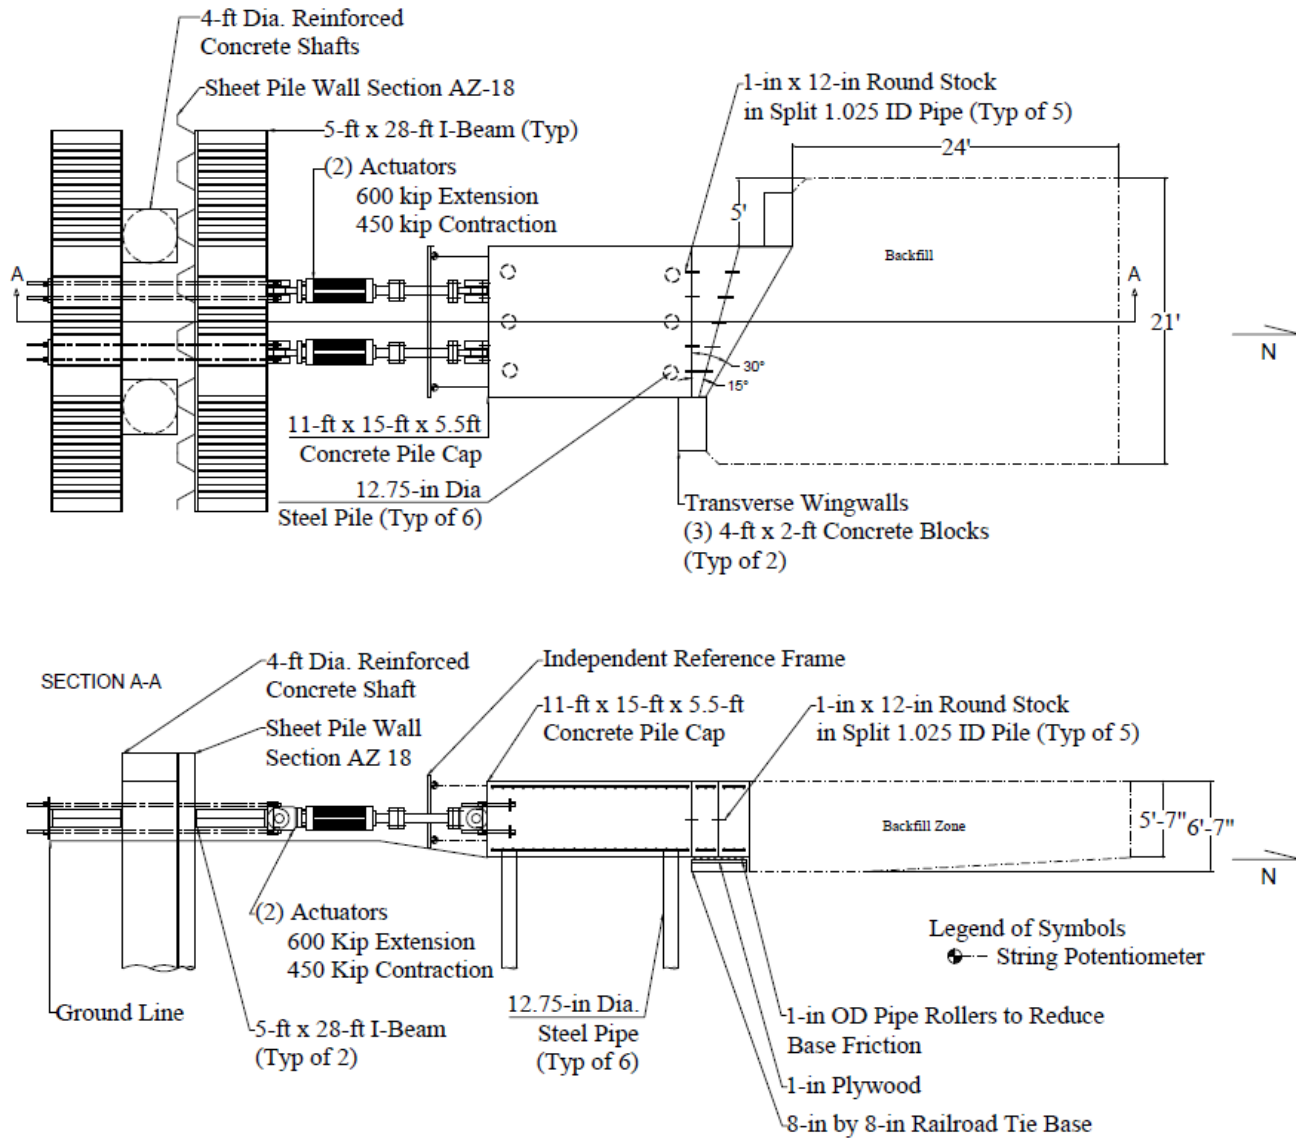 4-ft Dia. Reinforced
Concrete Shafts
Sheet Pile Wall Section AZ-18
5-ft x 28-ft I-Beam (Typ)
(2) Actuators
600 kip Extension
450 kip Contraction
1-in x 12-in Round Stock
in Split 1.025 ID Pipe (Typ of 5)
24'
5'
Backfill
A
A
21'
N
30°
15°
11-ft x 15-ft x 5.5ft
Concrete Pile Cap
12.75-in Dia
Steel Pile (Typ of 6)
Transverse Wingwalls
(3) 4-ft x 2-ft Concrete Blocks
(Typ of 2)
SECTION A-A
4-ft Dia. Reinforced
Concrete Shaft
Sheet Pile Wall
Section AZ 18
Independent Reference Frame
11-ft x 15-ft x 5.5-ft
Concrete Pile Cap
1-in x 12-in Round Stock
in Split 1.025 ID Pile (Typ of 5)
Backfill Zone
5'-7"
6'-7"
N
(2) Actuators
600 Kip Extension
450 Kip Contraction
Legend of Symbols
String Potentiometer
Ground Line
5-ft x 28-ft I-Beam
(Typ of 2)
12.75-in Dia.
Steel Pipe
(Typ of 6)
1-in OD Pipe Rollers to Reduce
Base Friction
1-in Plywood
8-in by 8-in Railroad Tie Base